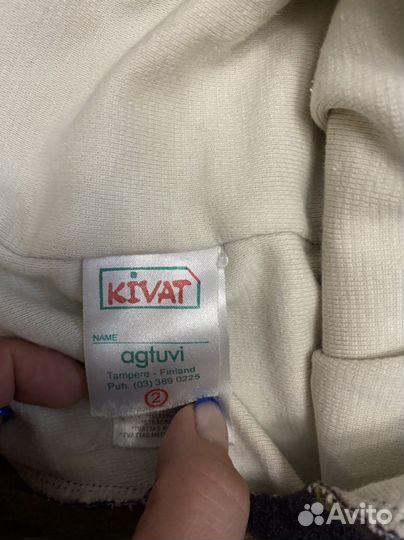 KiVAT
NAME
agtuvi
Tampere - Finland
Puh. (03) 389 0225
2
Avito